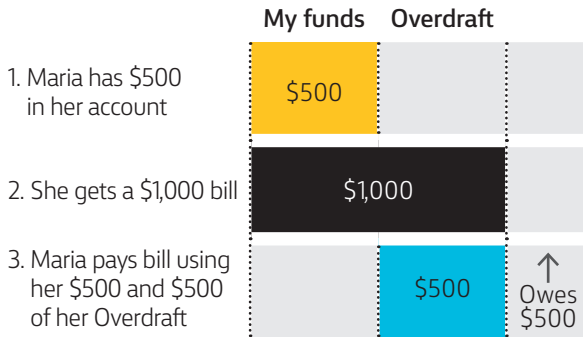 My funds Overdraft
1. Maria has $500
in her account
$500
2. She gets a $1,000 bill
$1,000
3. Maria pays bill using
her $500 and $500
of her Overdraft
$500
Owes
$500